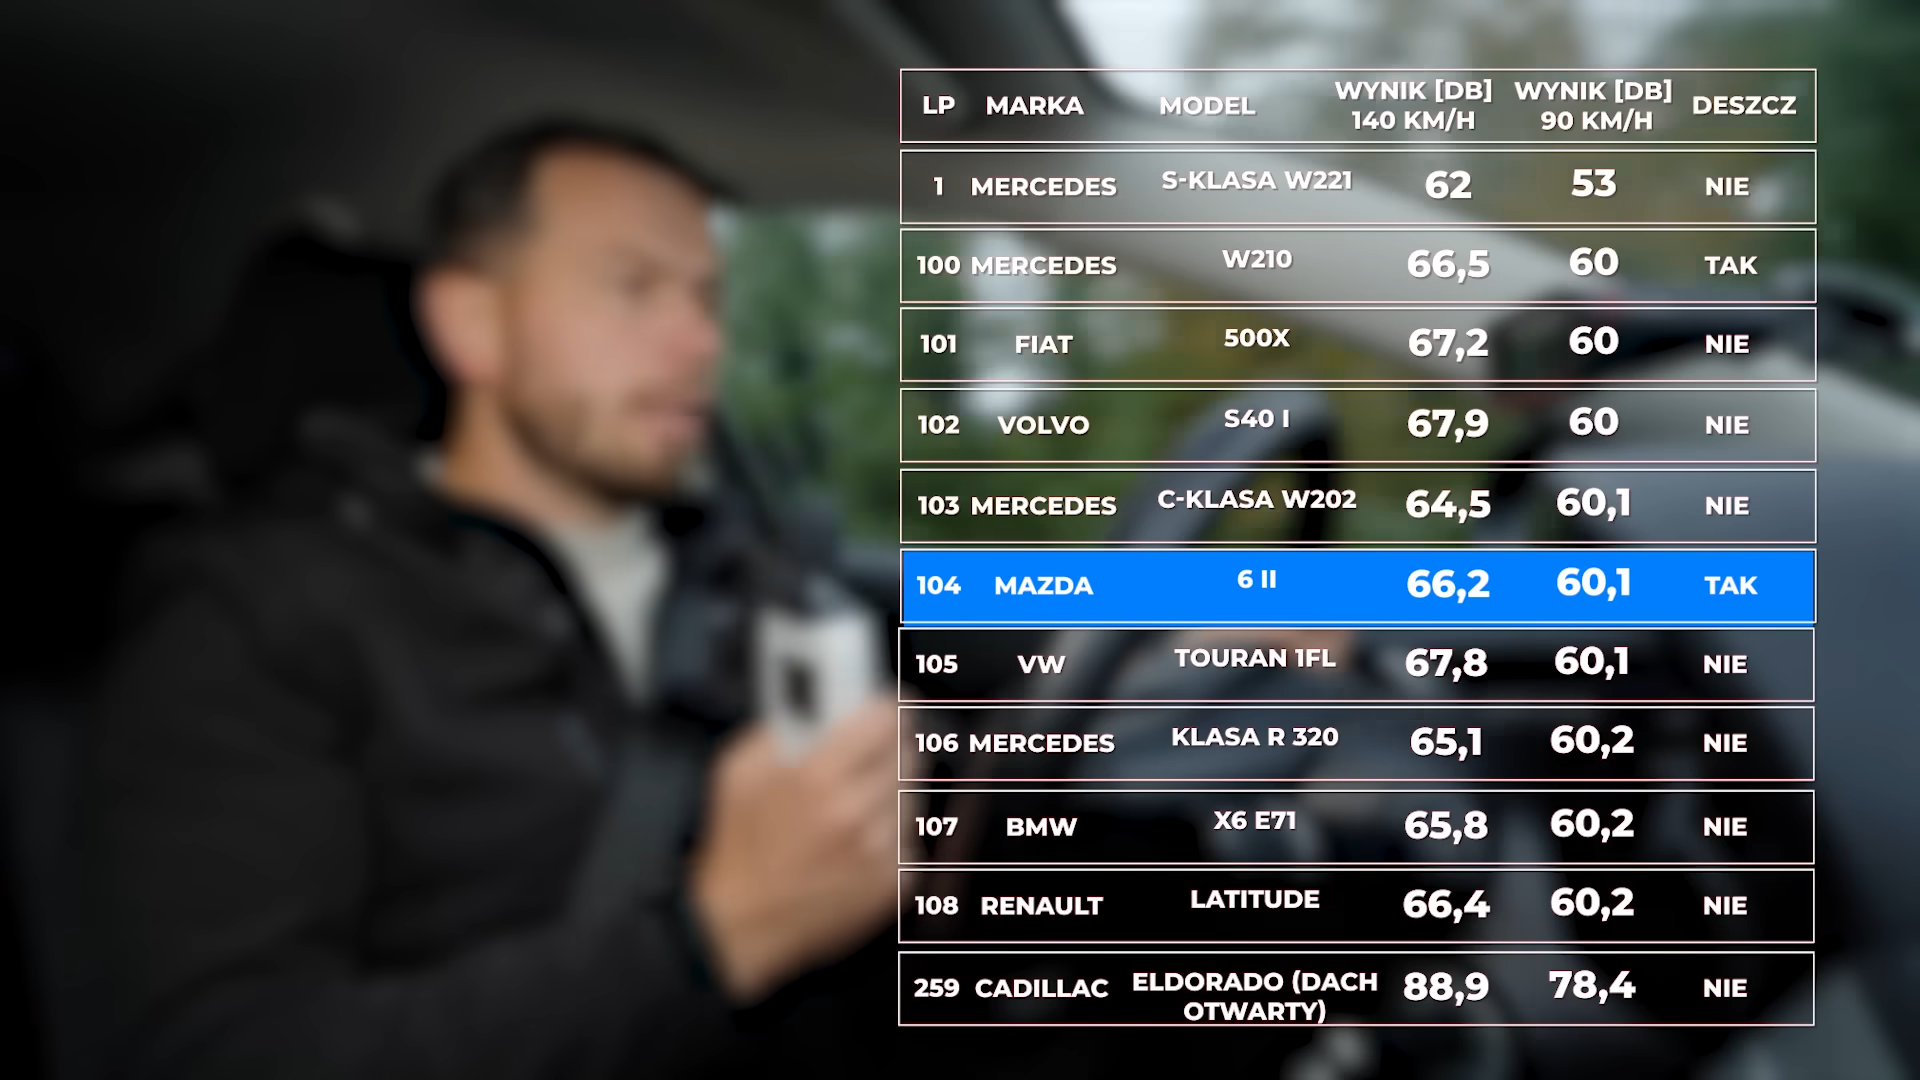 LP MARKA MODEL WYNIK [DB] 140 KM/H WYNIK [DB] 90 KM/H DESZCZ
1 MERCEDES S-KLASA W221 62 53 NIE
100 MERCEDES W210 66,5 60 TAK
101 FIAT 500X 67,2 60 NIE
102 VOLVO S40 I 67,9 60 NIE
103 MERCEDES C-KLASA W202 64,5 60,1 NIE
104 MAZDA 6 II 66,2 60,1 TAK
105 VW TOURAN 1FL 67,8 60,1 NIE
106 MERCEDES KLASA R 320 65,1 60,2 NIE
107 BMW X6 E71 65,8 60,2 NIE
108 RENAULT LATITUDE 66,4 60,2 NIE
259 CADILLAC ELDORADO (DACH OTWARTY) 88,9 78,4 NIE